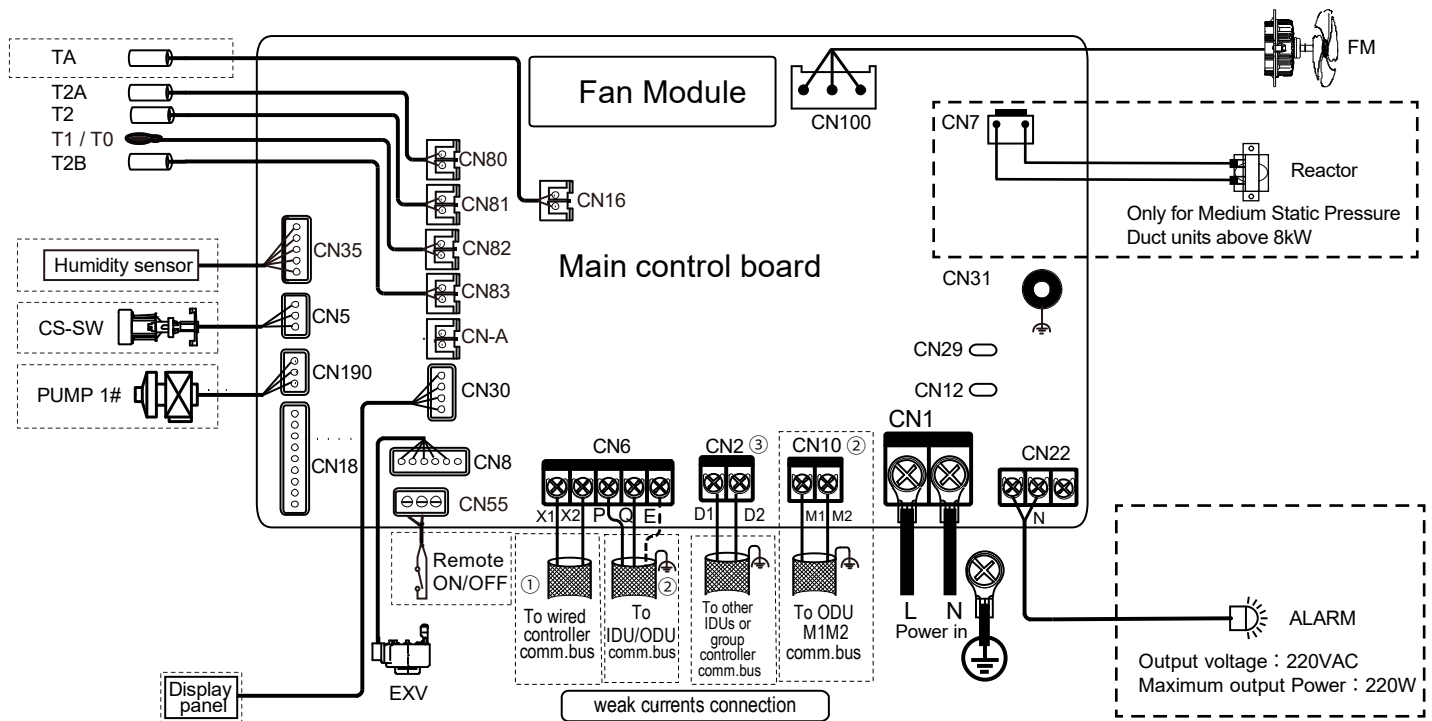 TA
T2A
T2
T1 / T0
T2B
Fan Module
CN100
FM
CN7
Reactor
Only for Medium Static Pressure
Duct units above 8kW
CN80
CN81
CN16
CN82
CN83
CN-A
Main control board
CN31
CN29
CN12
Humidity sensor
CN35
CS-SW
CN5
PUMP 1#
CN190
CN30
CN18
CN8
CN55
CN6
CN2 ③
CN10 ②
CN1
CN22
X1 X2 P Q E
D1 D2
M1 M2
N
Remote
ON/OFF
①
To wired
controller
comm.bus
②
To
IDU/ODU
comm.bus
To other
IDUs or
group
controller
comm.bus
To ODU
M1M2
comm.bus
L N
Power in
ALARM
Output voltage：220VAC
Maximum output Power：220W
EXV
Display
panel
weak currents connection